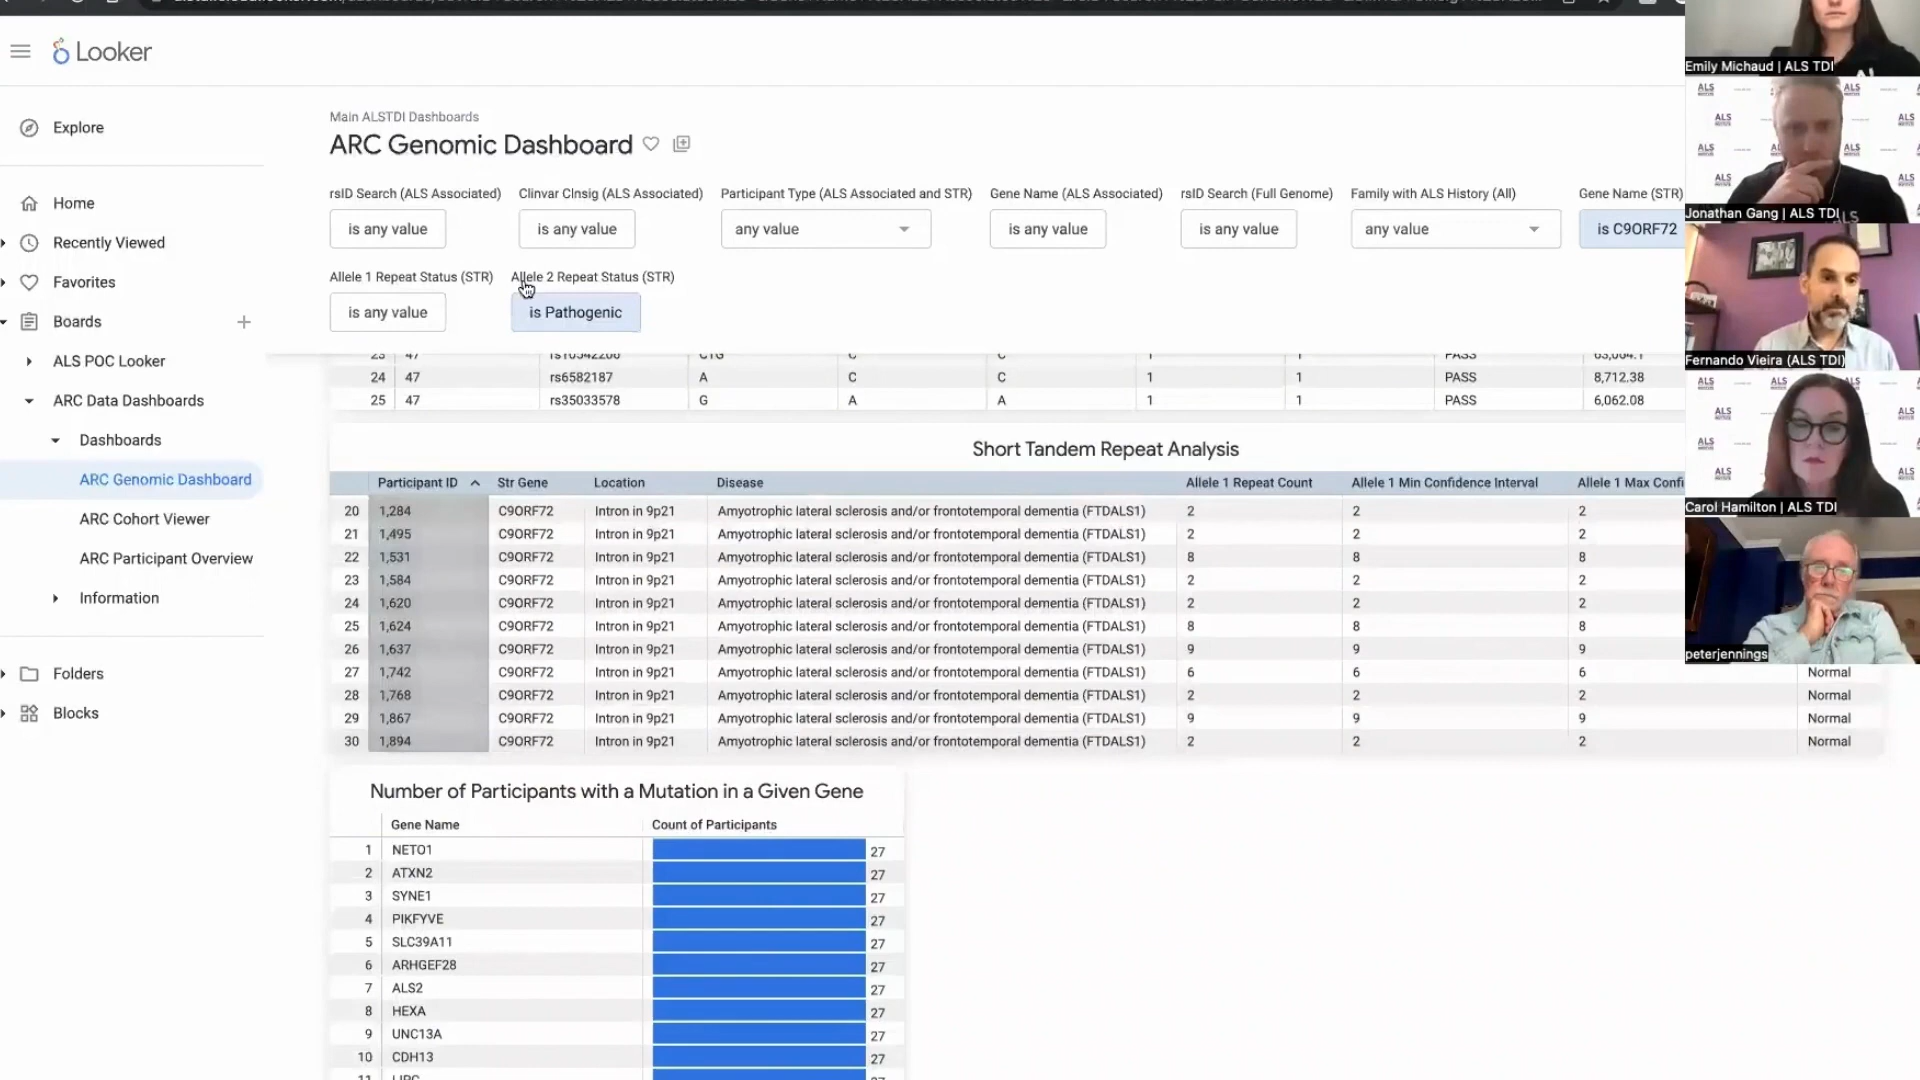 Looker
Explore
Home
Recently Viewed
Favorites
Boards
ALS POC Looker
ARC Data Dashboards
Dashboards
ARC Genomic Dashboard
ARC Cohort Viewer
ARC Participant Overview
Information
Folders
Blocks
Main ALSTDI Dashboards
ARC Genomic Dashboard
rsID Search (ALS Associated) Clinvar Clnsig (ALS Associated) Participant Type (ALS Associated and STR) Gene Name (ALS Associated) rsID Search (Full Genome) Family with ALS History (All) Gene Name (STR)
is any value is any value any value is any value is any value any value is C9ORF72
Allele 1 Repeat Status (STR) Allele 2 Repeat Status (STR)
is any value is Pathogenic
23 47 rs10542206 CTG C C 1 1 PASS
24 47 rs6582187 A C C 1 1 PASS 8,712.38
25 47 rs35033578 G A A 1 1 PASS 6,062.08
Short Tandem Repeat Analysis
Participant ID Str Gene Location Disease Allele 1 Repeat Count Allele 1 Min Confidence Interval Allele 1 Max Confi
20 1,284 C9ORF72 Intron in 9p21 Amyotrophic lateral sclerosis and/or frontotemporal dementia (FTDALS1) 2 2 2
21 1,495 C9ORF72 Intron in 9p21 Amyotrophic lateral sclerosis and/or frontotemporal dementia (FTDALS1) 2 2 2
22 1,531 C9ORF72 Intron in 9p21 Amyotrophic lateral sclerosis and/or frontotemporal dementia (FTDALS1) 8 8 8
23 1,584 C9ORF72 Intron in 9p21 Amyotrophic lateral sclerosis and/or frontotemporal dementia (FTDALS1) 2 2 2
24 1,620 C9ORF72 Intron in 9p21 Amyotrophic lateral sclerosis and/or frontotemporal dementia (FTDALS1) 2 2 2
25 1,624 C9ORF72 Intron in 9p21 Amyotrophic lateral sclerosis and/or frontotemporal dementia (FTDALS1) 8 8 8
26 1,637 C9ORF72 Intron in 9p21 Amyotrophic lateral sclerosis and/or frontotemporal dementia (FTDALS1) 9 9 9
27 1,742 C9ORF72 Intron in 9p21 Amyotrophic lateral sclerosis and/or frontotemporal dementia (FTDALS1) 6 6 6 Normal
28 1,768 C9ORF72 Intron in 9p21 Amyotrophic lateral sclerosis and/or frontotemporal dementia (FTDALS1) 2 2 2 Normal
29 1,867 C9ORF72 Intron in 9p21 Amyotrophic lateral sclerosis and/or frontotemporal dementia (FTDALS1) 9 9 9 Normal
30 1,894 C9ORF72 Intron in 9p21 Amyotrophic lateral sclerosis and/or frontotemporal dementia (FTDALS1) 2 2 2 Normal
Number of Participants with a Mutation in a Given Gene
Gene Name Count of Participants
1 NETO1 27
2 ATXN2 27
3 SYNE1 27
4 PIKFYVE 27
5 SLC39A11 27
6 ARHGEF28 27
7 ALS2 27
8 HEXA 27
9 UNC13A 27
10 CDH13 27
11 LIPC 27
Emily Michaud | ALS TDI
Jonathan Gang | ALS TDI
Fernando Vieira (ALS TDI)
Carol Hamilton | ALS TDI
peterjennings